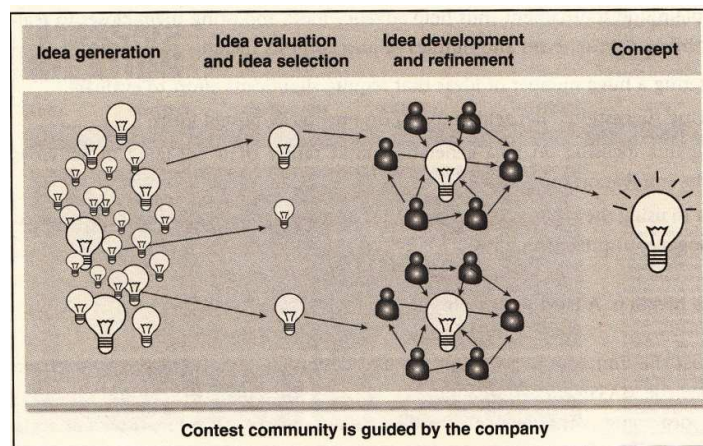 Idea generation
Idea evaluation
and idea selection
Idea development
and refinement
Concept
Contest community is guided by the company